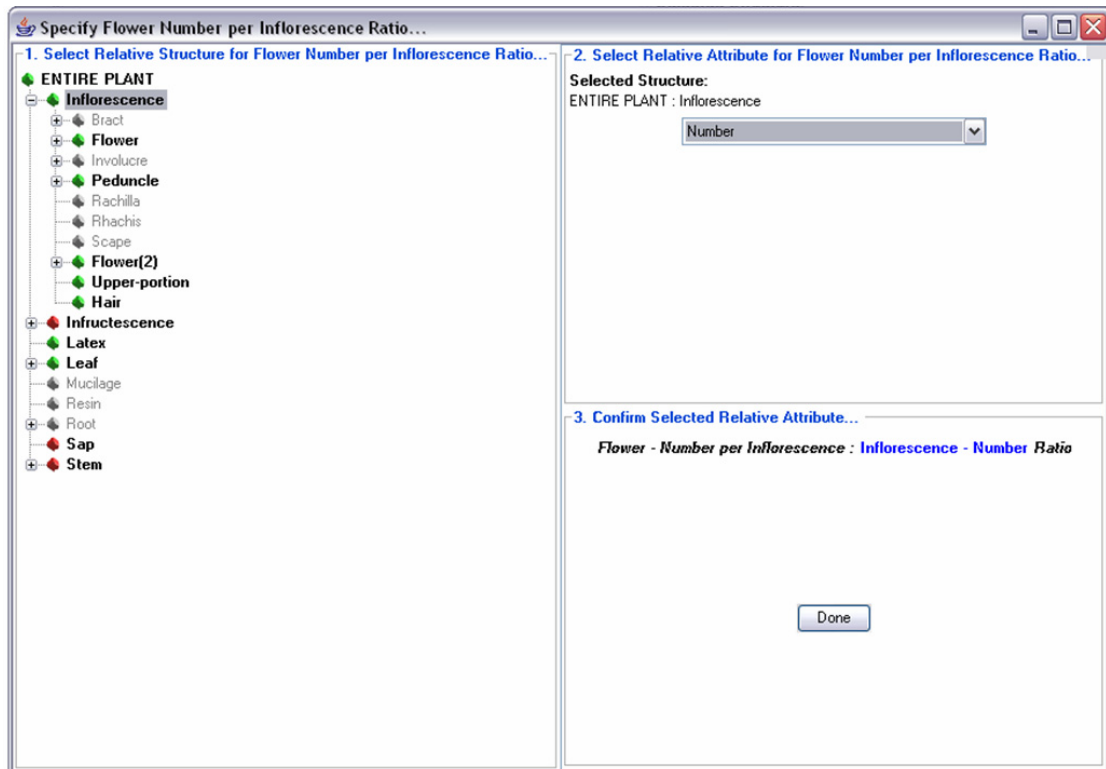 Specify Flower Number per Inflorescence Ratio...
1. Select Relative Structure for Flower Number per Inflorescence Ratio...
ENTIRE PLANT
Inflorescence
Bract
Flower
Involucre
Peduncle
Rachilla
Rhachis
Scape
Flower(2)
Upper-portion
Hair
Infructescence
Latex
Leaf
Mucilage
Resin
Root
Sap
Stem
2. Select Relative Attribute for Flower Number per Inflorescence Ratio...
Selected Structure:
ENTIRE PLANT : Inflorescence
Number
3. Confirm Selected Relative Attribute...
Flower - Number per Inflorescence : Inflorescence - Number Ratio
Done